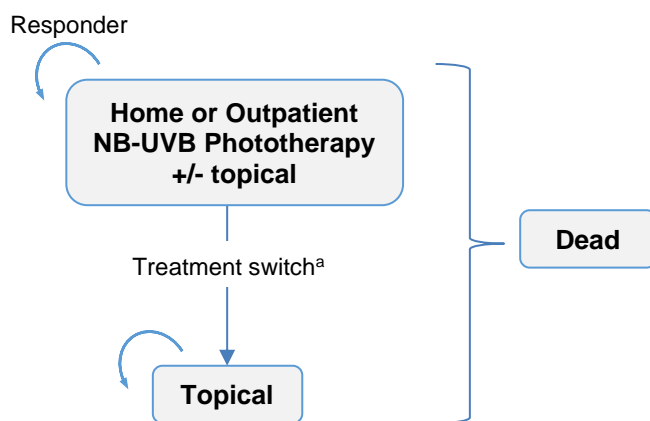 Responder
Home or Outpatient
NB-UVB Phototherapy
+/- topical
Dead
Treatment switchᵃ
Topical